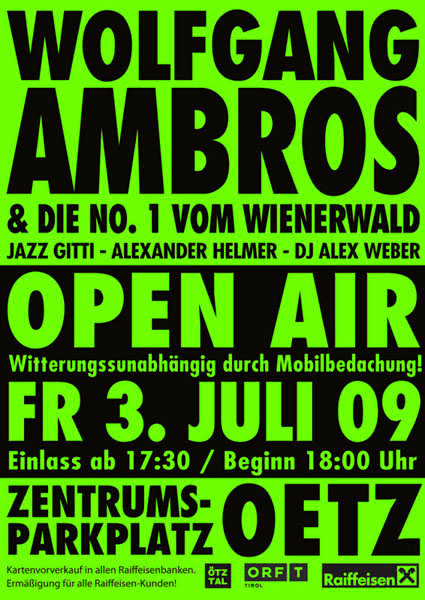 WOLFGANG
AMBROS
& DIE NO. 1 VOM WIENERWALD
JAZZ GITTI - ALEXANDER HELMER - DJ ALEX WEBER
OPEN AIR
Witterungssunabhängig durch Mobilbedachung!
FR 3. JULI 09
Einlass ab 17:30 / Beginn 18:00 Uhr
ZENTRUMS-
PARKPLATZ
OETZ
Kartenvorverkauf in allen Raiffeisenbanken.
Ermäßigung für alle Raiffeisen-Kunden!
ÖTZ
TAL
ORF T
TIROL
Raiffeisen